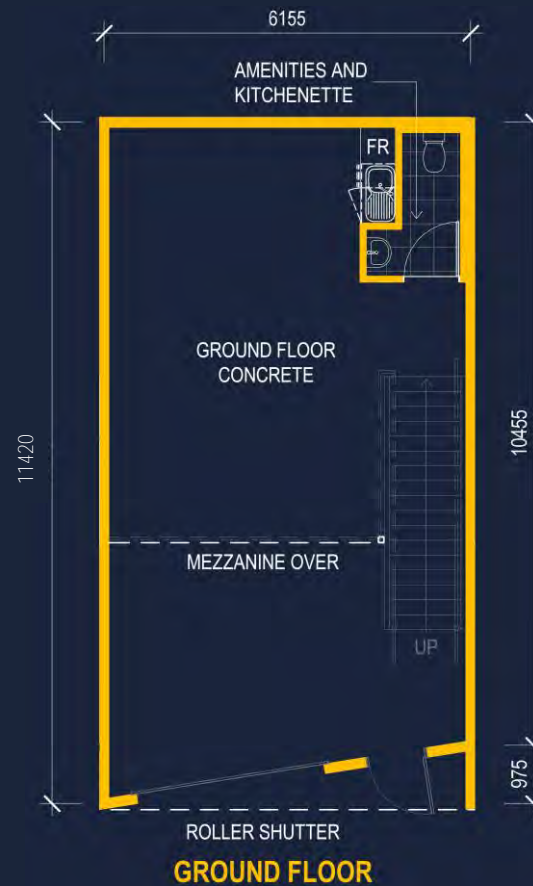 6155
AMENITIES AND
KITCHENETTE
FR
GROUND FLOOR
CONCRETE
11420
10455
MEZZANINE OVER
UP
975
ROLLER SHUTTER
GROUND FLOOR